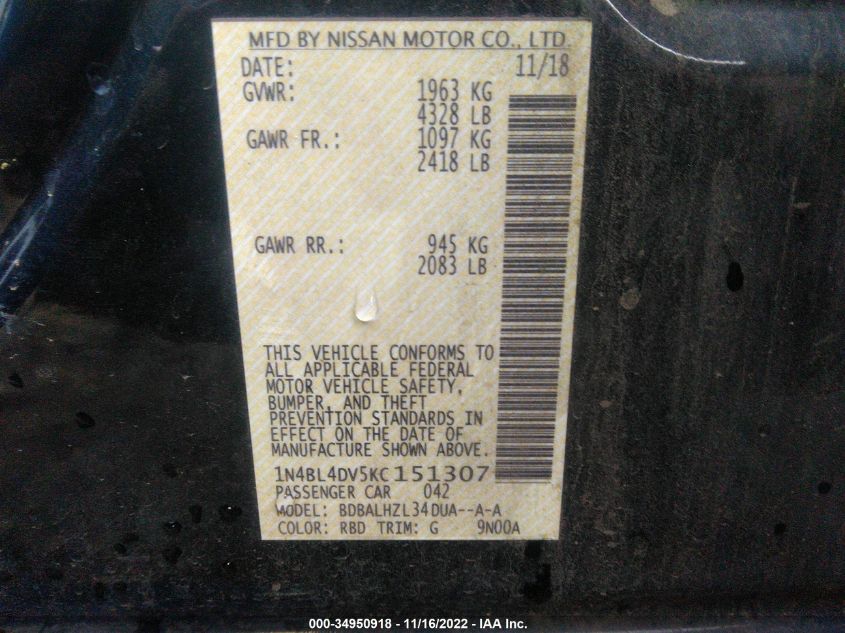 MFD BY NISSAN MOTOR CO., LTD.
DATE: 11/18
GVWR: 1963 KG
4328 LB
GAWR FR.: 1097 KG
2418 LB
GAWR RR.: 945 KG
2083 LB
THIS VEHICLE CONFORMS TO
ALL APPLICABLE FEDERAL
MOTOR VEHICLE SAFETY,
BUMPER, AND THEFT
PREVENTION STANDARDS IN
EFFECT ON THE DATE OF
MANUFACTURE SHOWN ABOVE.
1N4BL4DV5KC151307
PASSENGER CAR 042
MODEL: BDBALHZL34DUA--A-A
COLOR: RBD TRIM: G 9N00A
000-34950918 - 11/16/2022 - IAA Inc.